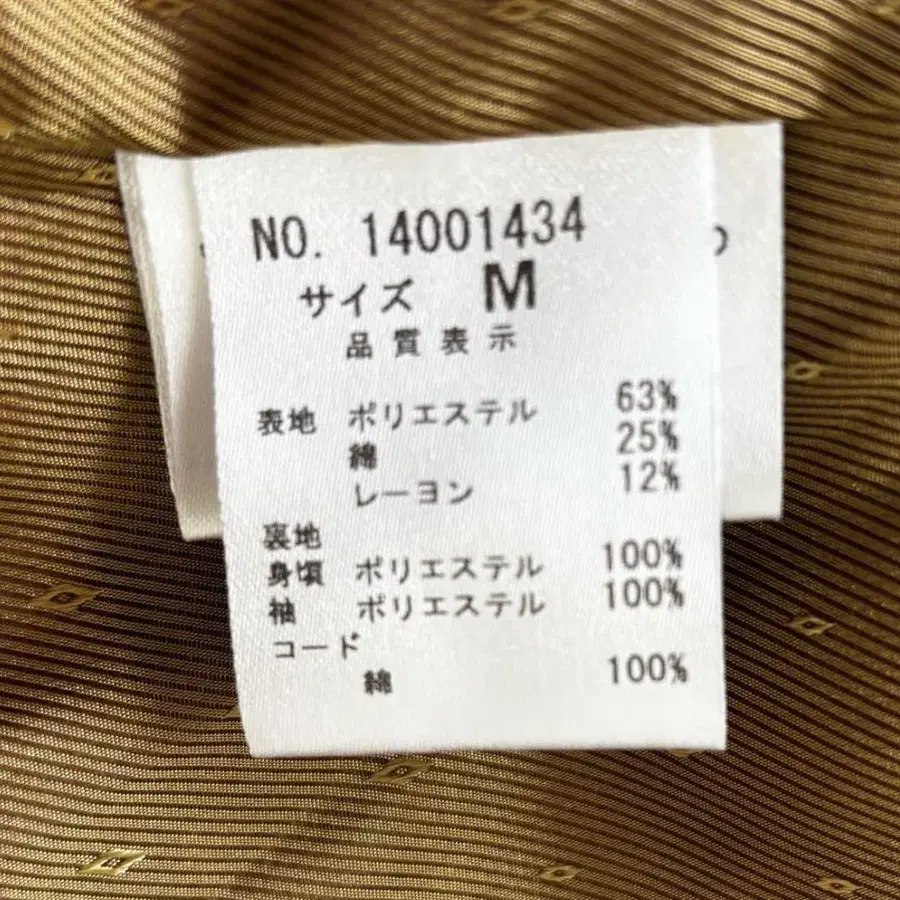 NO. 14001434
サイズ M
品質表示
表地 ポリエステル 63%
綿 25%
レーヨン 12%
裏地
身頃 ポリエステル 100%
袖 ポリエステル 100%
コード
綿 100%